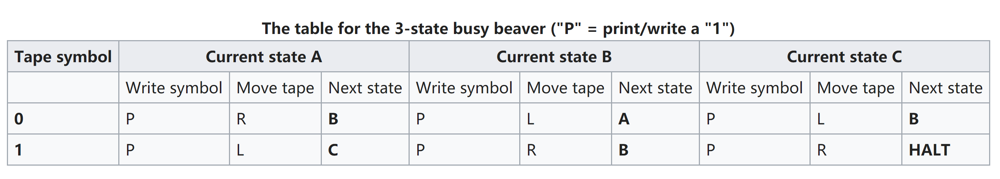 The table for the 3-state busy beaver ("P" = print/write a "1")
Tape symbol Current state A Current state B Current state C
Write symbol Move tape Next state Write symbol Move tape Next state Write symbol Move tape Next state
0 P R B P L A P L B
1 P L C P R B P R HALT